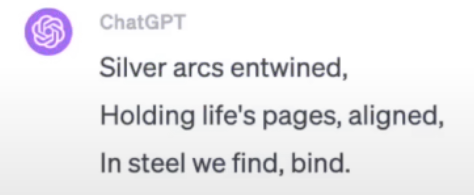 ChatGPT
Silver arcs entwined,
Holding life's pages, aligned,
In steel we find, bind.